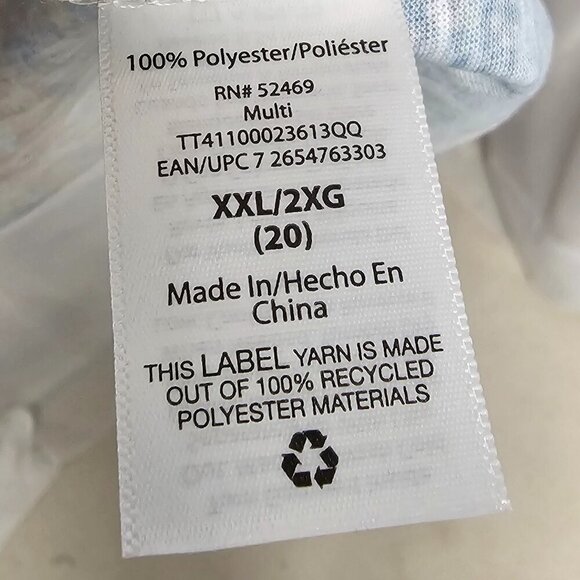 100% Polyester/Poliéster
RN# 52469
Multi
TT41100023613QQ
EAN/UPC 7 2654763303
XXL/2XG
(20)
Made In/Hecho En
China
THIS LABEL YARN IS MADE
OUT OF 100% RECYCLED
POLYESTER MATERIALS